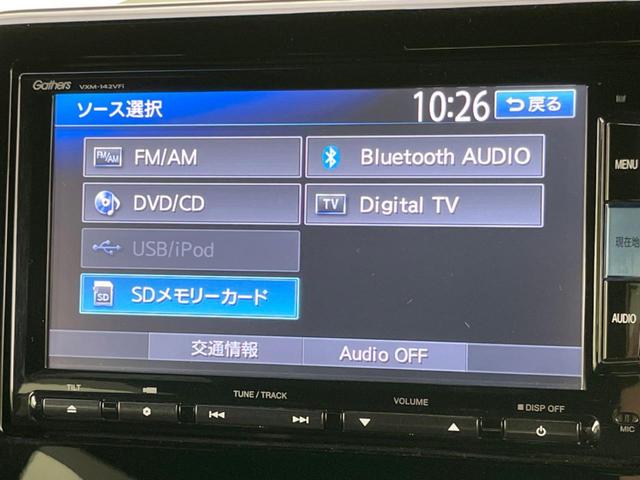 Gathers VXM-142VFi
ソース選択 10:26 戻る
FM/AM FM/AM Bluetooth AUDIO
DVD/CD TV Digital TV
USB/iPod
SD SDメモリーカード
交通情報 Audio OFF
MENU
現在地
AUDIO
TILT TUNE / TRACK VOLUME DISP OFF
MIC